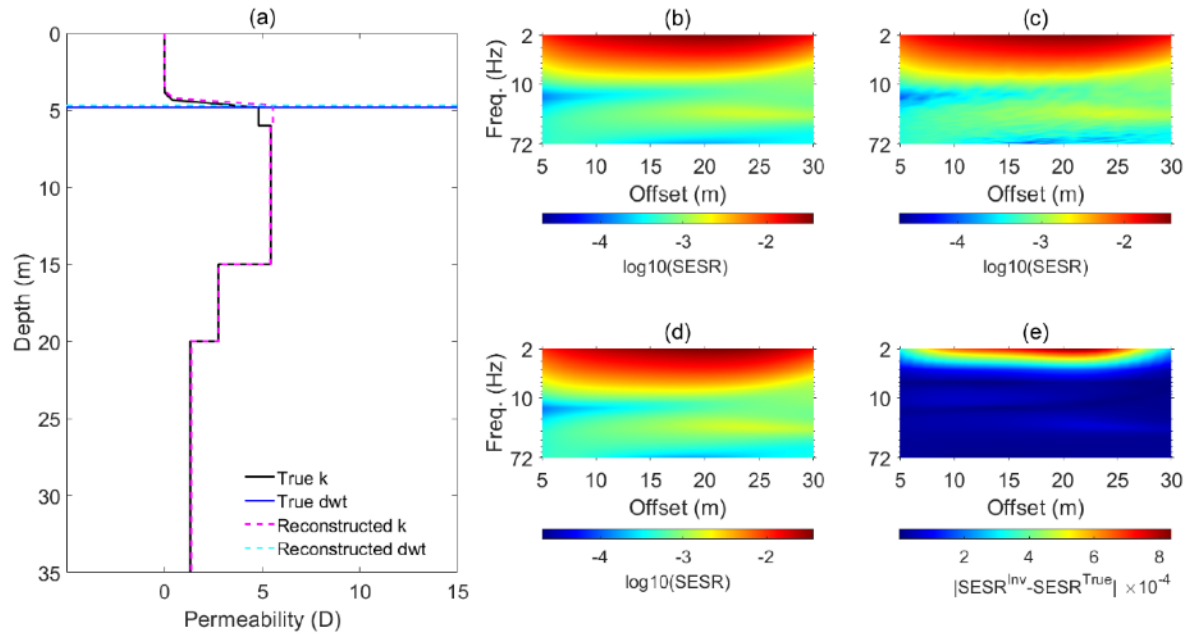 (a)
0
5
10
15
20
25
30
35
Depth (m)
0
5
10
15
Permeability (D)
True k
True dwt
Reconstructed k
Reconstructed dwt
(b)
2
10
72
Freq. (Hz)
5 10 15 20 25 30
Offset (m)
-4 -3 -2
log10(SESR)
(c)
2
10
72
5 10 15 20 25 30
Offset (m)
-4 -3 -2
log10(SESR)
(d)
2
10
72
Freq. (Hz)
5 10 15 20 25 30
Offset (m)
-4 -3 -2
log10(SESR)
(e)
2
10
72
5 10 15 20 25 30
Offset (m)
2 4 6 8
|SESR^Inv-SESR^True| ×10^-4